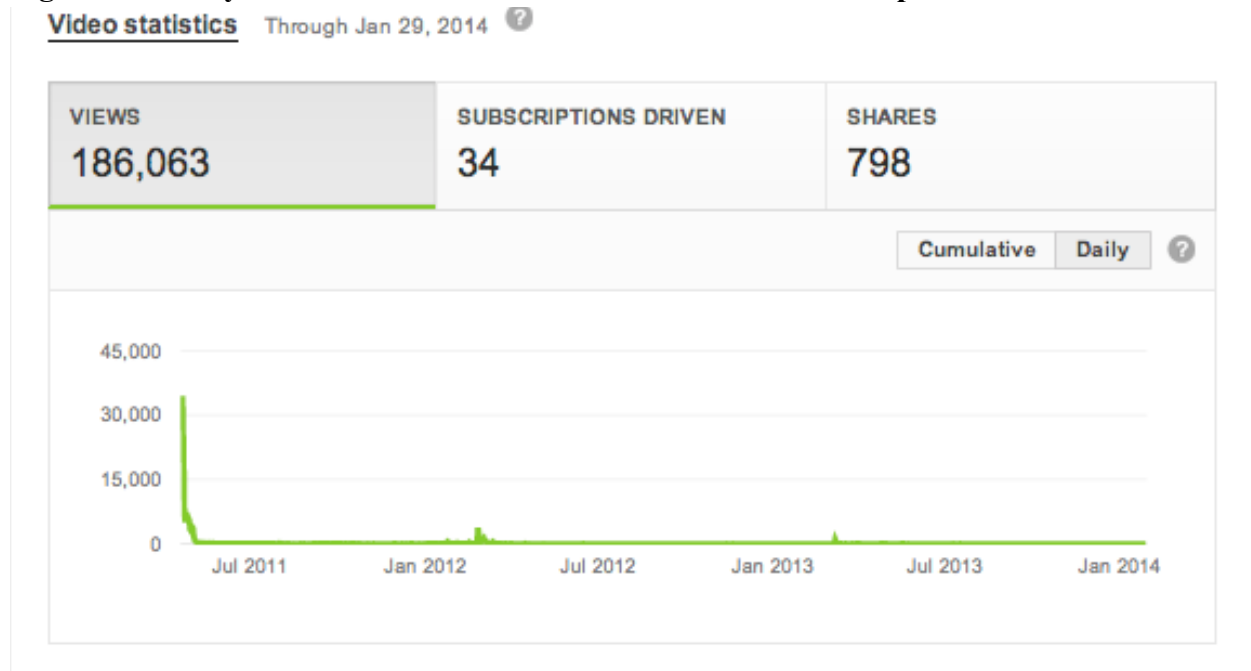 Video statistics Through Jan 29, 2014 ?
VIEWS SUBSCRIPTIONS DRIVEN SHARES
186,063 34 798
Cumulative Daily ?
45,000
30,000
15,000
0
Jul 2011 Jan 2012 Jul 2012 Jan 2013 Jul 2013 Jan 2014